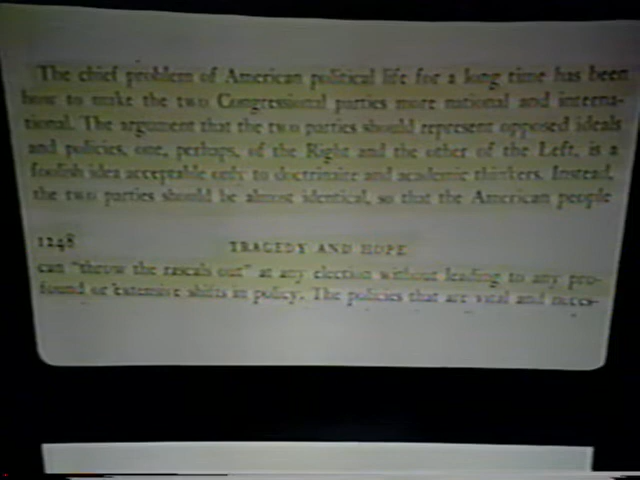 The chief problem of American political life for a long time has been
how to make the two Congressional parties more national and interna-
tional. The argument that the two parties should represent opposed ideals
and policies, one, perhaps, of the Right and the other of the Left, is a
foolish idea acceptable only to doctrinaire and academic thinkers. Instead,
the two parties should be almost identical, so that the American people
1248 TRAGEDY AND HOPE
can "throw the rascals out" at any election without leading to any pro-
found or extensive shifts in policy. The policies that are vital and neces-